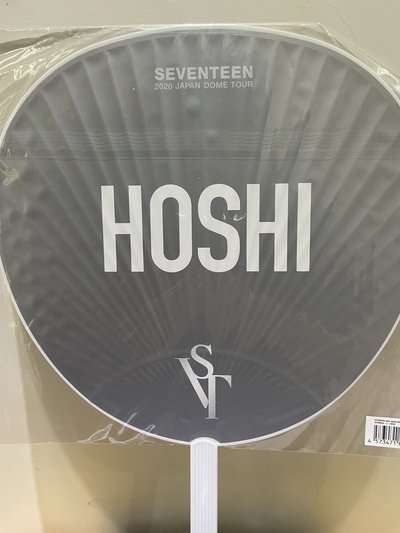 SEVENTEEN
2020 JAPAN DOME TOUR
HOSHI
SVT